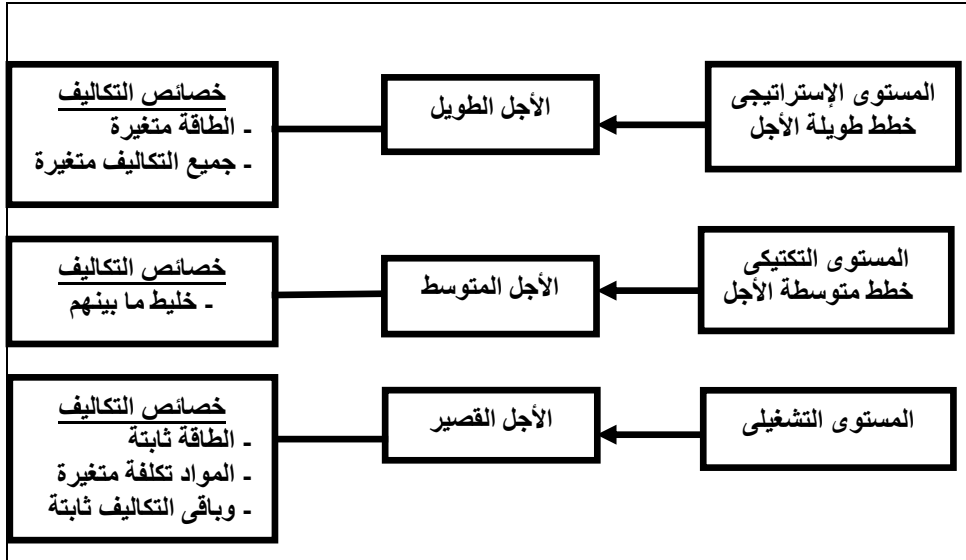 المستوى الإستراتيجى
خطط طويلة الأجل
الأجل الطويل
خصائص التكاليف
- الطاقة متغيرة
- جميع التكاليف متغيرة
المستوى التكتيكى
خطط متوسطة الأجل
الأجل المتوسط
خصائص التكاليف
- خليط ما بينهم
المستوى التشغيلى
الأجل القصير
خصائص التكاليف
- الطاقة ثابتة
- المواد تكلفة متغيرة
- وباقى التكاليف ثابتة